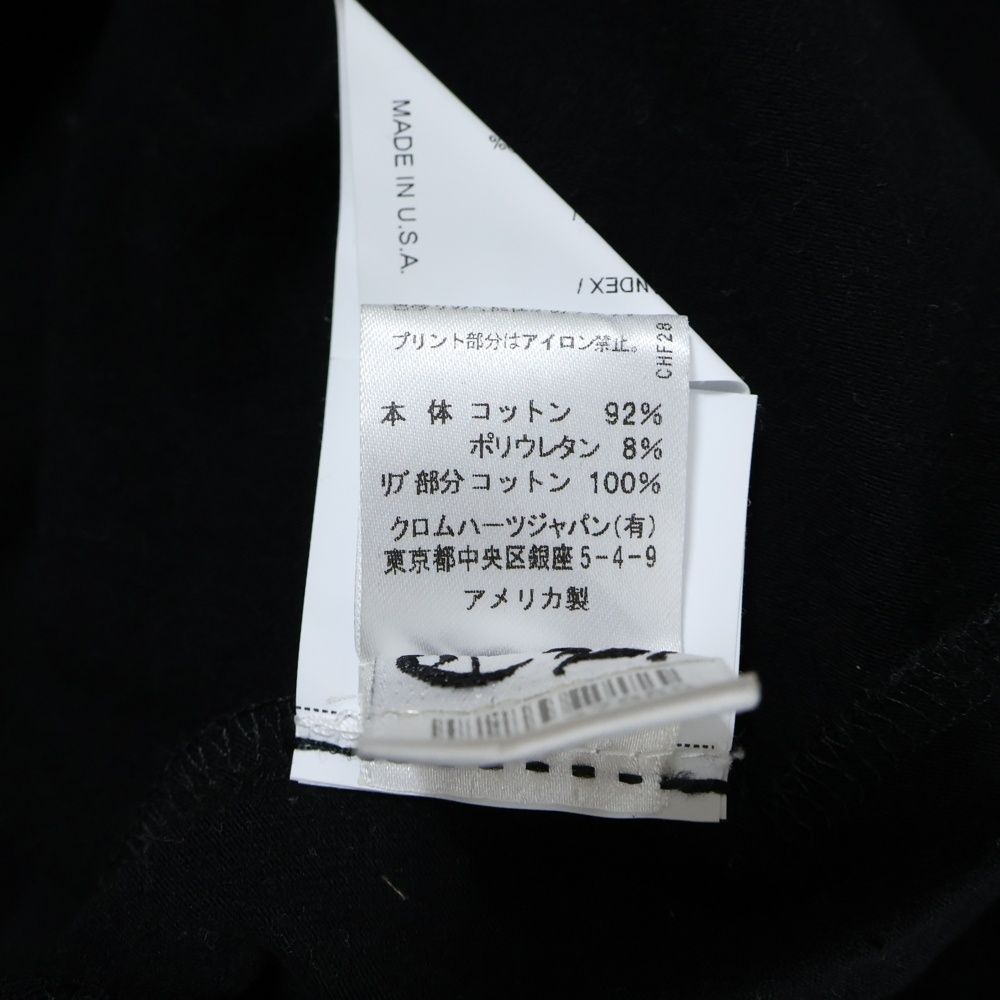 MADE IN U.S.A.
プリント部分はアイロン禁止。
CHF28
本 体 コットン 92%
ポリウレタン 8%
リブ部分コットン 100%
クロムハーツジャパン(有)
東京都中央区銀座5-4-9
アメリカ製